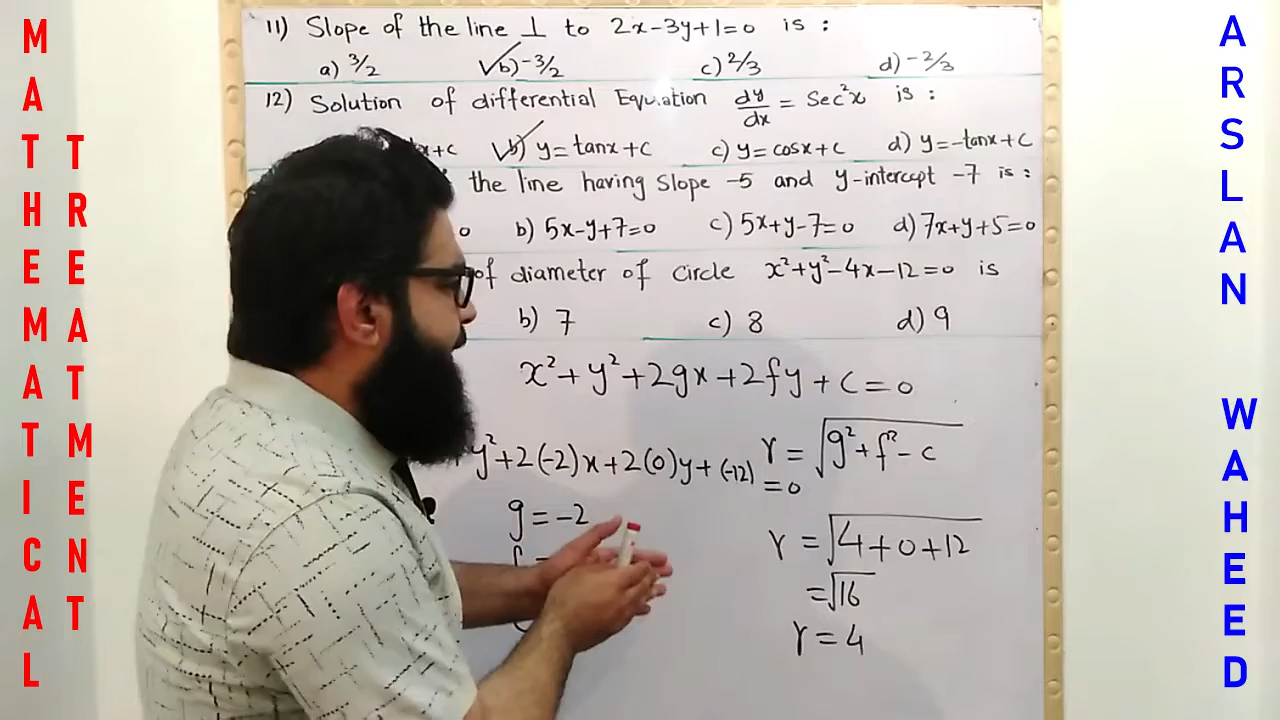 MATHEMATICAL
TREATMENT
11) Slope of the line ⊥ to 2x-3y+1=0 is :
a) 3/2 b) -3/2 c) 2/3 d) -2/3
12) Solution of differential Equation dy/dx = Sec²x is :
x+c b) y=tanx+c c) y=cosx+c d) y=-tanx+c
the line having Slope -5 and y-intercept -7 is :
0 b) 5x-y+7=0 c) 5x+y-7=0 d) 7x+y+5=0
of diameter of Circle x²+y²-4x-12=0 is
b) 7 c) 8 d) 9
x²+y²+2gx+2fy+c=0
y²+2(-2)x+2(0)y+(-12)=0
g=-2
r=√g²+f²-c
r=√4+0+12
=√16
r=4
ARSLAN
WAHEED